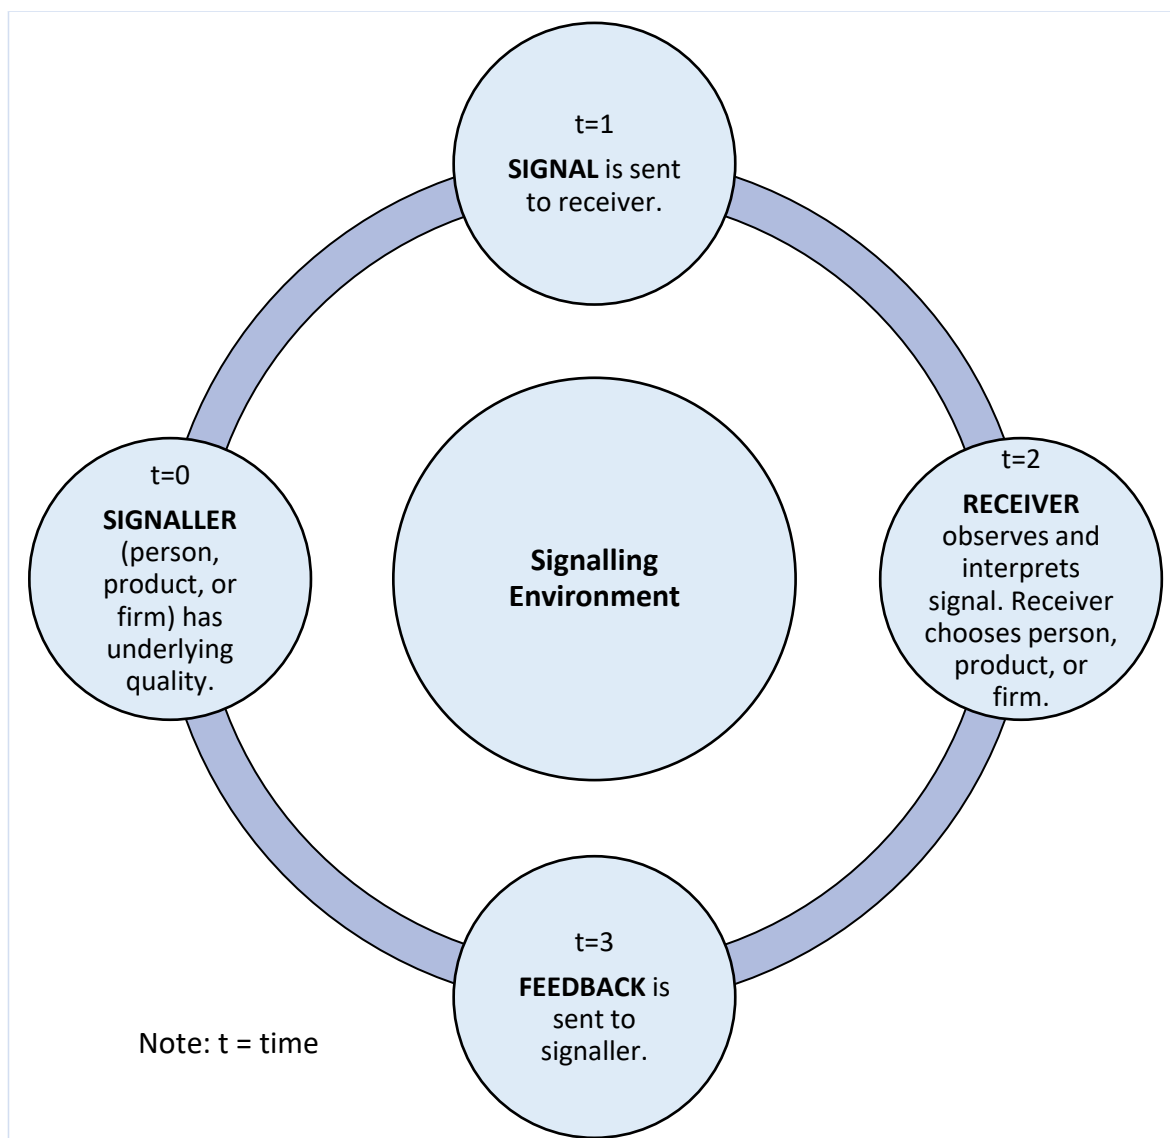 t=1
SIGNAL is sent
to receiver.
t=0
SIGNALLER
(person,
product, or
firm) has
underlying
quality.
Signalling
Environment
t=2
RECEIVER
observes and
interprets
signal. Receiver
chooses person,
product, or
firm.
t=3
FEEDBACK is
sent to
signaller.
Note: t = time